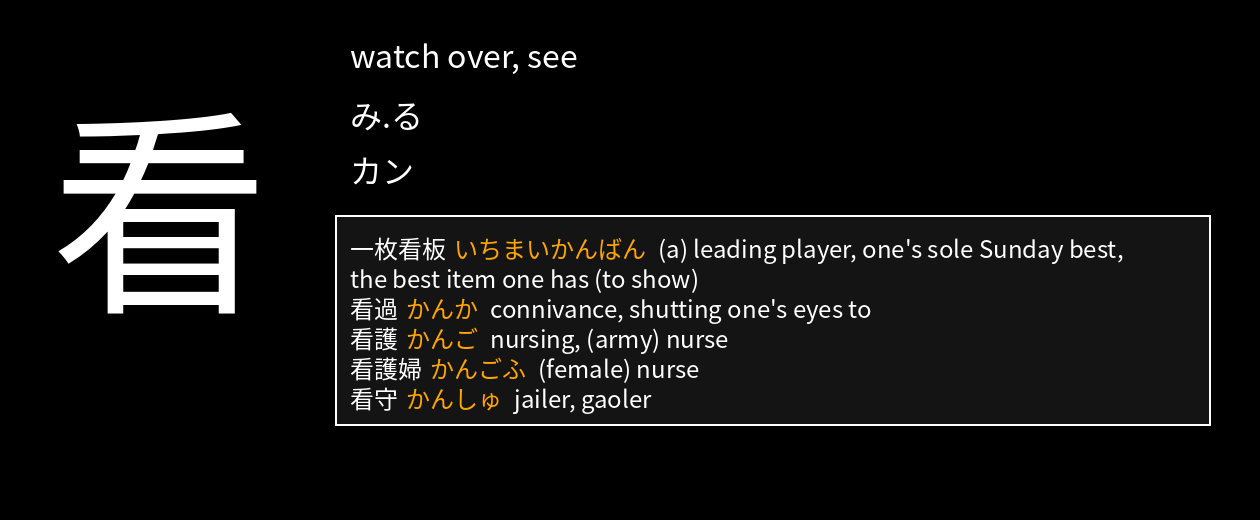 看
watch over, see
み.る
カン
一枚看板 いちまいかんばん (a) leading player, one's sole Sunday best,
the best item one has (to show)
看過 かんか connivance, shutting one's eyes to
看護 かんご nursing, (army) nurse
看護婦 かんごふ (female) nurse
看守 かんしゅ jailer, gaoler